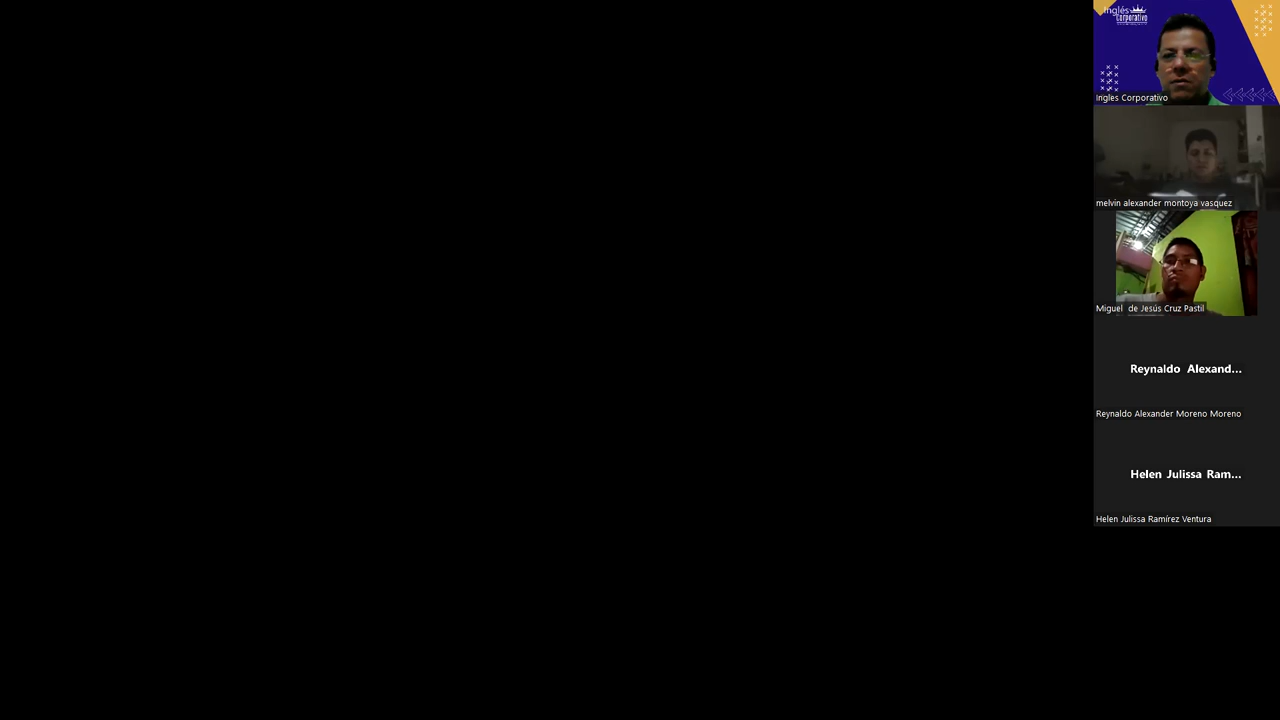 Inglés
Corporativo
Ingles Corporativo
melvin alexander montoya vasquez
Miguel de Jesús Cruz Pastil
Reynaldo Alexand...
Reynaldo Alexander Moreno Moreno
Helen Julissa Ram...
Helen Julissa Ramírez Ventura